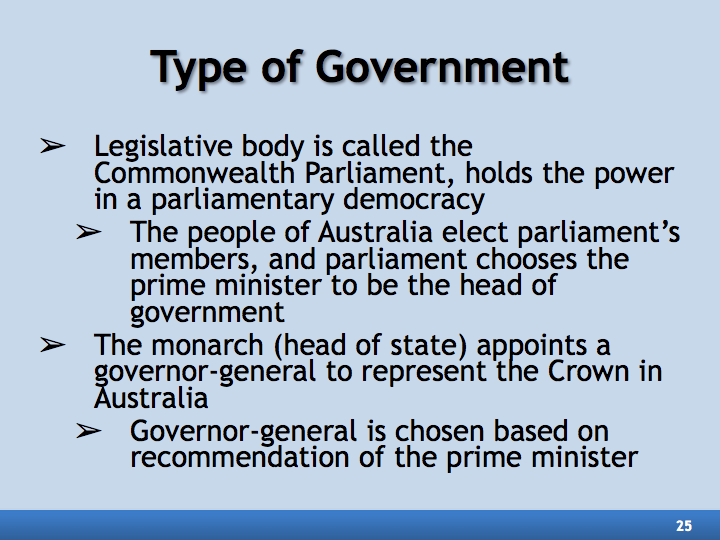 Type of Government
➢ Legislative body is called the
Commonwealth Parliament, holds the power
in a parliamentary democracy
➢ The people of Australia elect parliament’s
members, and parliament chooses the
prime minister to be the head of
government
➢ The monarch (head of state) appoints a
governor-general to represent the Crown in
Australia
➢ Governor-general is chosen based on
recommendation of the prime minister
25